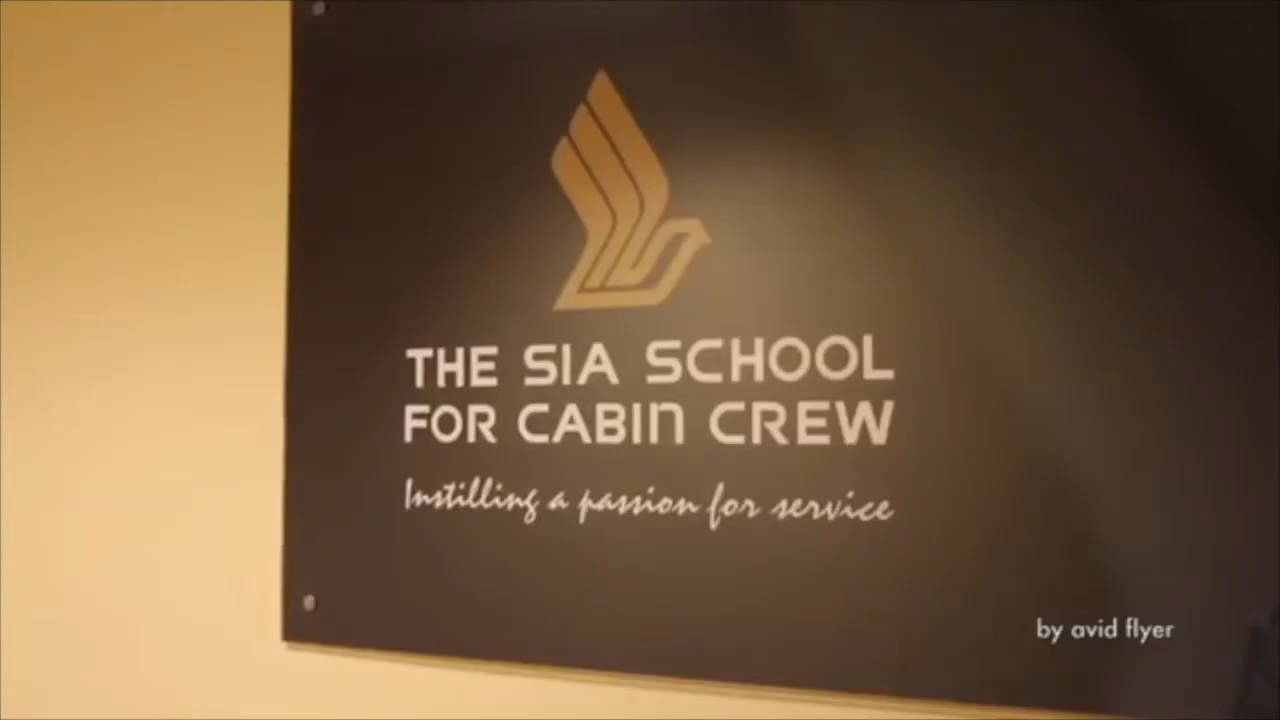 THE SIA SCHOOL
FOR CABIN CREW
Instilling a passion for service
by avid flyer